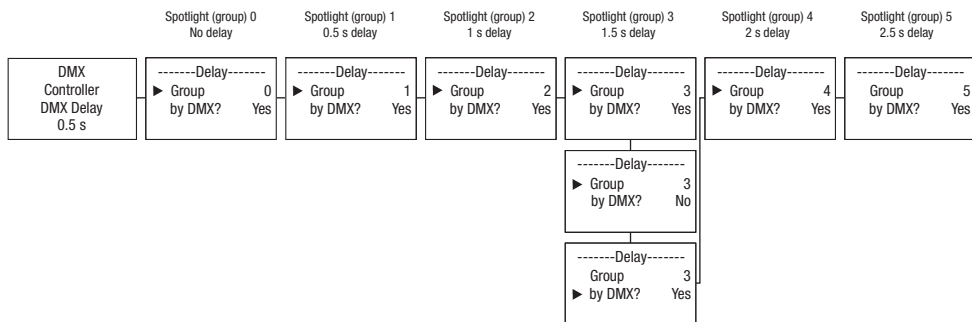 Spotlight (group) 0
No delay
Spotlight (group) 1
0.5 s delay
Spotlight (group) 2
1 s delay
Spotlight (group) 3
1.5 s delay
Spotlight (group) 4
2 s delay
Spotlight (group) 5
2.5 s delay
DMX
Controller
DMX Delay
0.5 s
-------Delay-------
▶ Group 0
by DMX? Yes
-------Delay-------
▶ Group 1
by DMX? Yes
-------Delay-------
▶ Group 2
by DMX? Yes
-------Delay-------
▶ Group 3
by DMX? Yes
-------Delay-------
▶ Group 4
by DMX? Yes
-------Delay-------
Group 5
by DMX? Yes
-------Delay-------
▶ Group 3
by DMX? No
-------Delay-------
Group 3
▶ by DMX? Yes